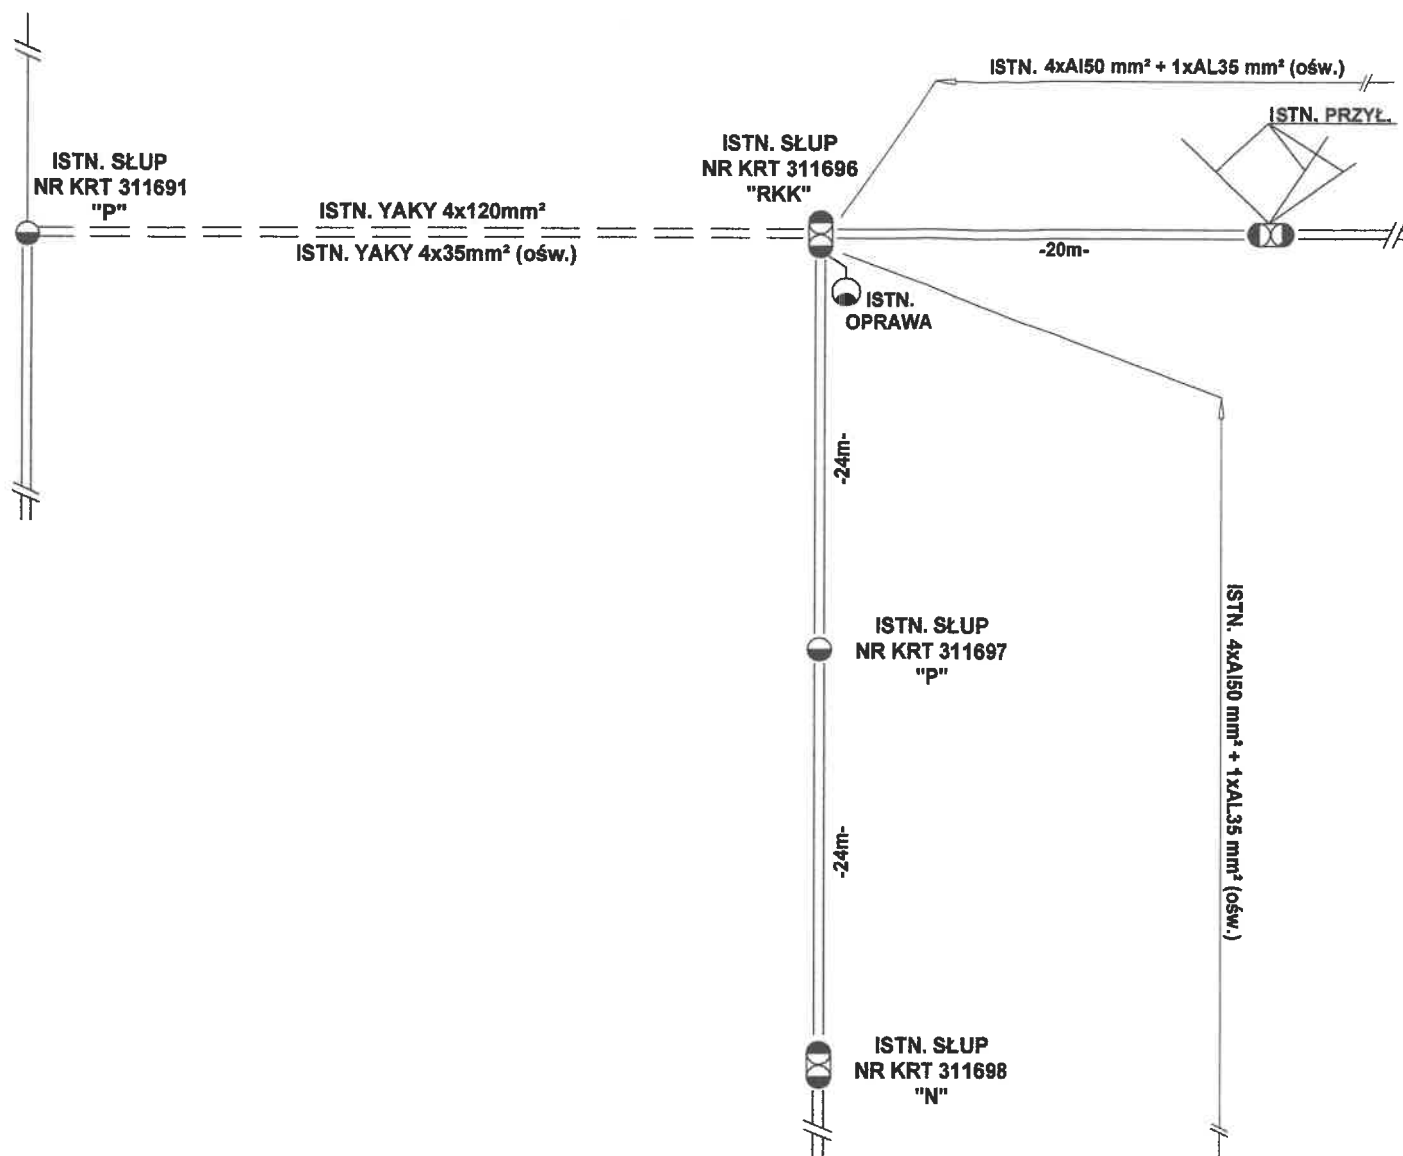 ISTN. 4xAl50 mm² + 1xAL35 mm² (ośw.)
ISTN. PRZYŁ.
ISTN. SŁUP
NR KRT 311696
"RKK"
ISTN. SŁUP
NR KRT 311691
"P"
ISTN. YAKY 4x120mm²
ISTN. YAKY 4x35mm² (ośw.)
-20m-
ISTN.
OPRAWA
-24m-
ISTN. SŁUP
NR KRT 311697
"P"
ISTN. 4xAl50 mm² + 1xAL35 mm² (ośw.)
-24m-
ISTN. SŁUP
NR KRT 311698
"N"